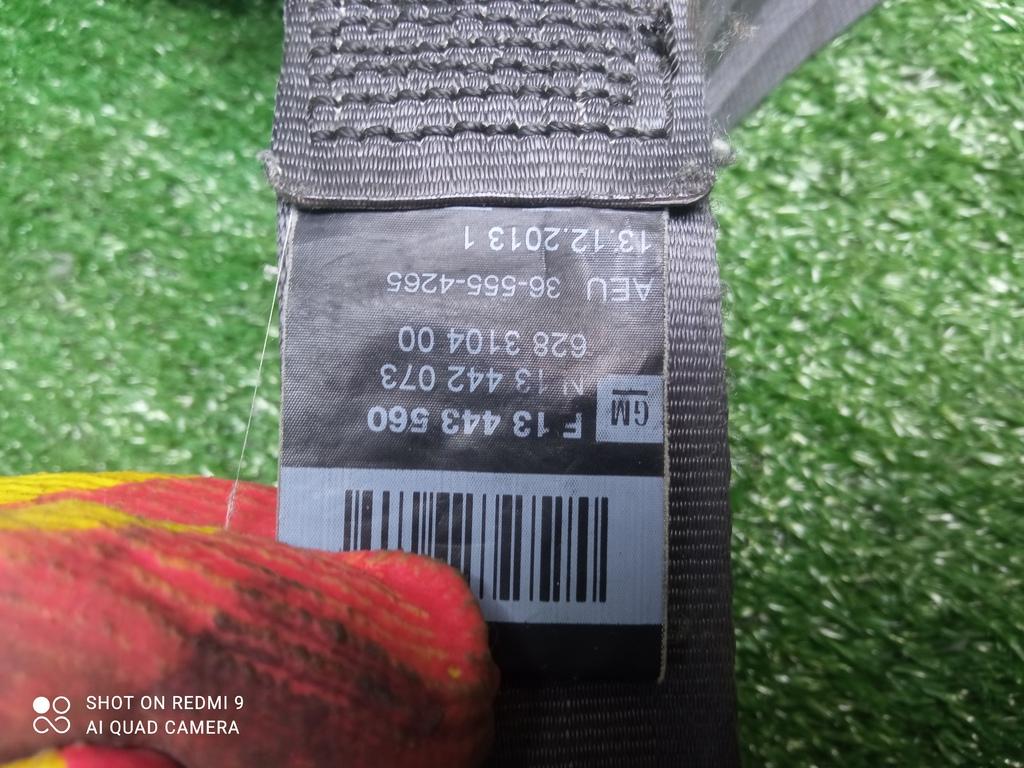 F 13 443 560
GM
N 13 442 073
628 3104 00
AEU 36-555-4265
13.12.2013 1
SHOT ON REDMI 9
AI QUAD CAMERA